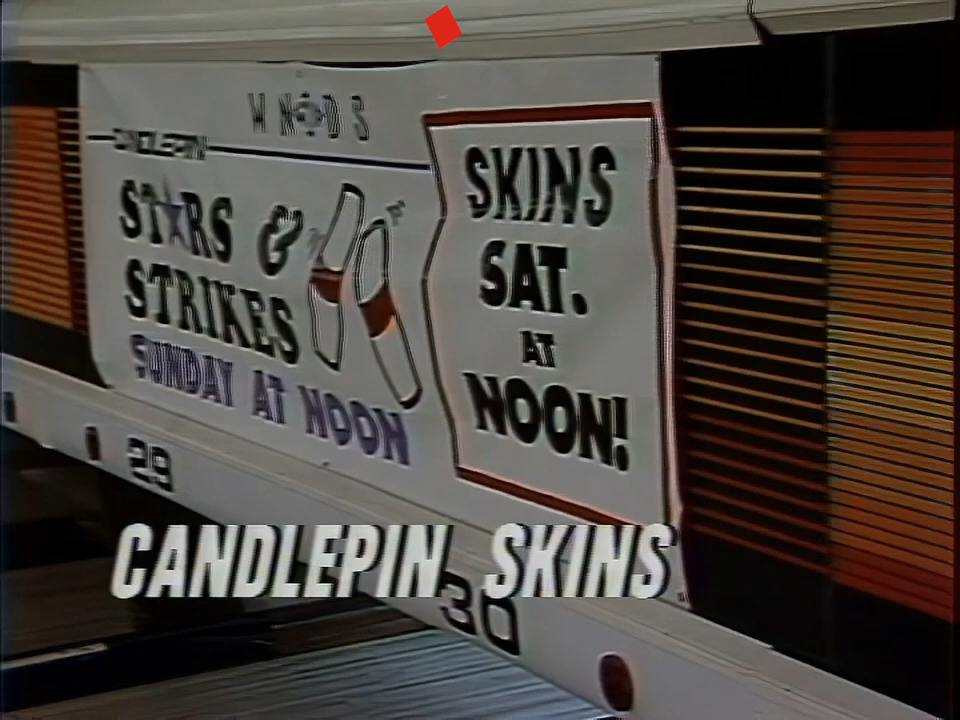 CANDLEPIN
STARS &
STRIKES
SUNDAY AT NOON
SKINS
SAT.
AT
NOON!
29
30
CANDLEPIN SKINS